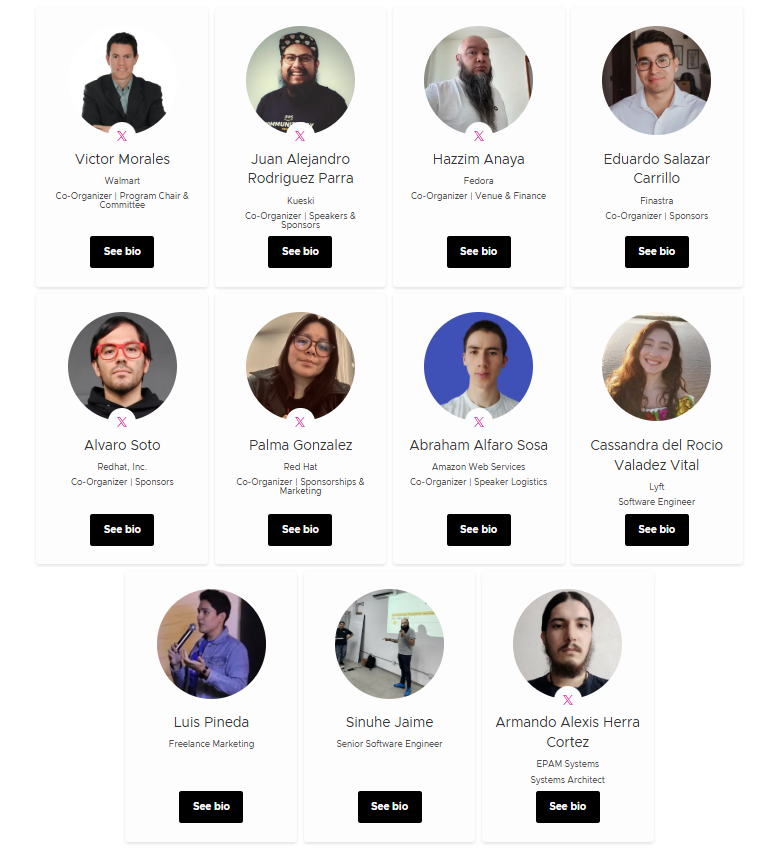 Victor Morales
Walmart
Co-Organizer | Program Chair &
Committee
See bio
Juan Alejandro
Rodriguez Parra
Kueski
Co-Organizer | Speakers &
Sponsors
See bio
Hazzim Anaya
Fedora
Co-Organizer | Venue & Finance
See bio
Eduardo Salazar
Carrillo
Finastra
Co-Organizer | Sponsors
See bio
Alvaro Soto
Redhat, Inc.
Co-Organizer | Sponsors
See bio
Palma Gonzalez
Red Hat
Co-Organizer | Sponsorships &
Marketing
See bio
Abraham Alfaro Sosa
Amazon Web Services
Co-Organizer | Speaker Logistics
See bio
Cassandra del Rocio
Valadez Vital
Lyft
Software Engineer
See bio
Luis Pineda
Freelance Marketing
See bio
Sinuhe Jaime
Senior Software Engineer
See bio
Armando Alexis Herra
Cortez
EPAM Systems
Systems Architect
See bio